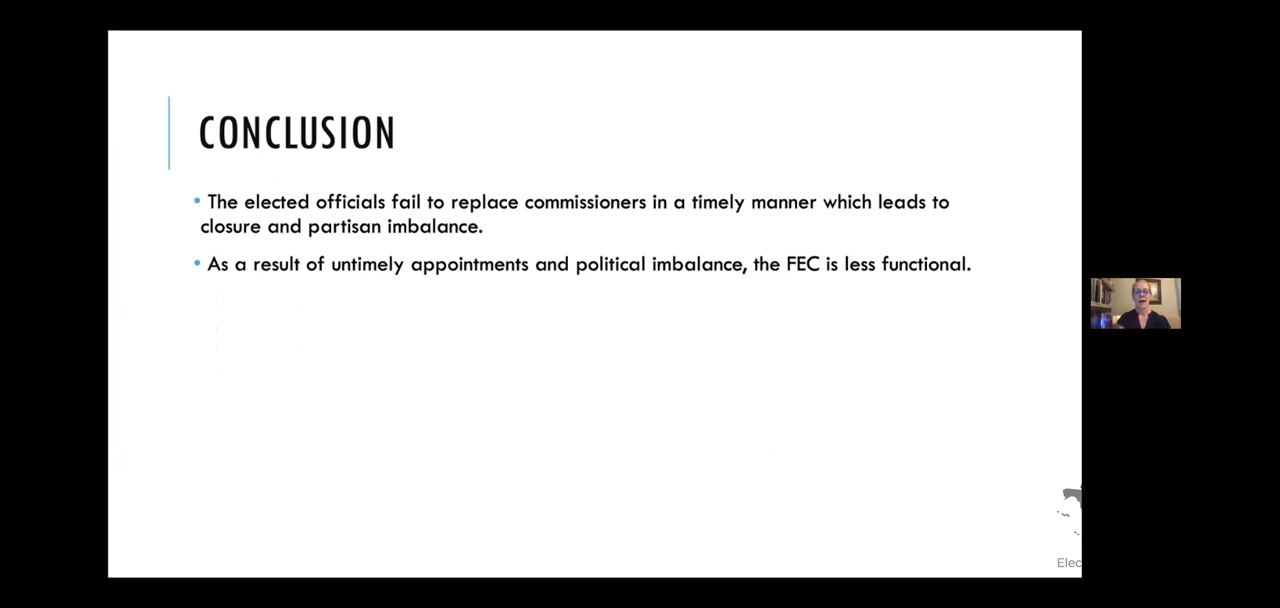 CONCLUSION
• The elected officials fail to replace commissioners in a timely manner which leads to
closure and partisan imbalance.
• As a result of untimely appointments and political imbalance, the FEC is less functional.
Elec